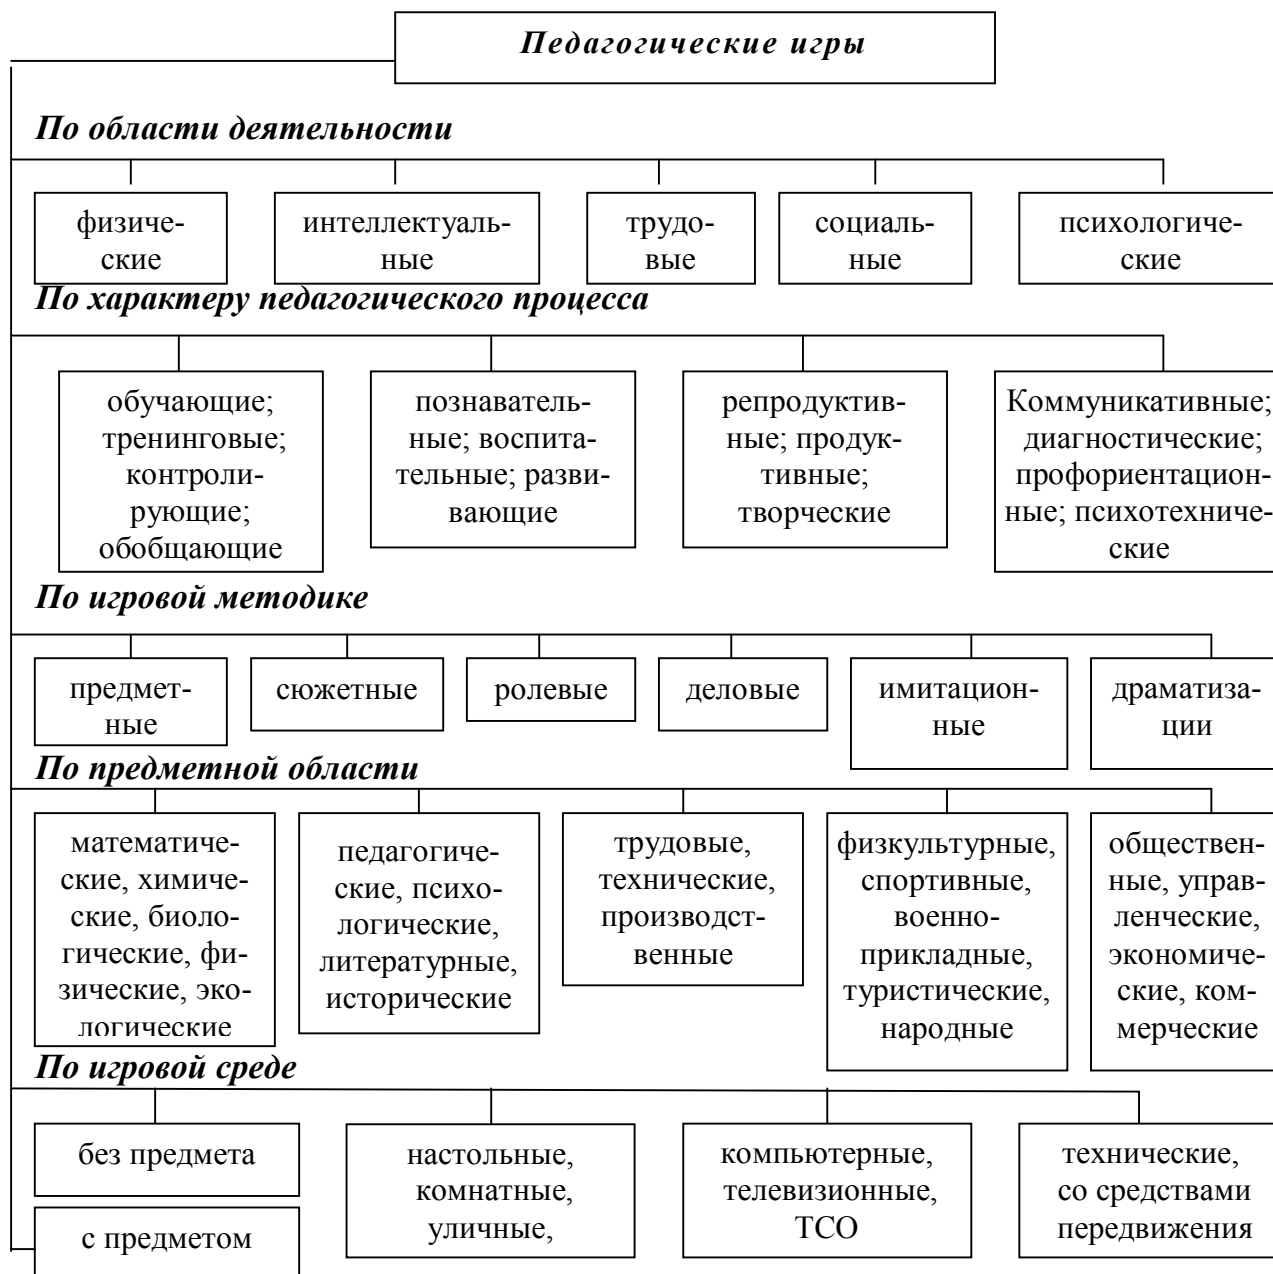 Педагогические игры
По области деятельности
физиче-
ские
интеллектуаль-
ные
трудо-
вые
социаль-
ные
психологиче-
ские
По характеру педагогического процесса
обучающие;
тренинговые;
контроли-
рующие;
обобщающие
познаватель-
ные; воспита-
тельные; разви-
вающие
репродуктив-
ные; продук-
тивные;
творческие
Коммуникативные;
диагностические;
профориентацион-
ные; психотехниче-
ские
По игровой методике
предмет-
ные
сюжетные
ролевые
деловые
имитацион-
ные
драматиза-
ции
По предметной области
математиче-
ские, химиче-
ские, биоло-
гические, фи-
зические, эко-
логические
педагогиче-
ские, психо-
логические,
литературные,
исторические
трудовые,
технические,
производст-
венные
физкультурные,
спортивные,
военно-
прикладные,
туристические,
народные
обществен-
ные, управ-
ленческие,
экономиче-
ские, ком-
мерческие
По игровой среде
без предмета
с предметом
настольные,
комнатные,
уличные,
компьютерные,
телевизионные,
ТСО
технические,
со средствами
передвижения